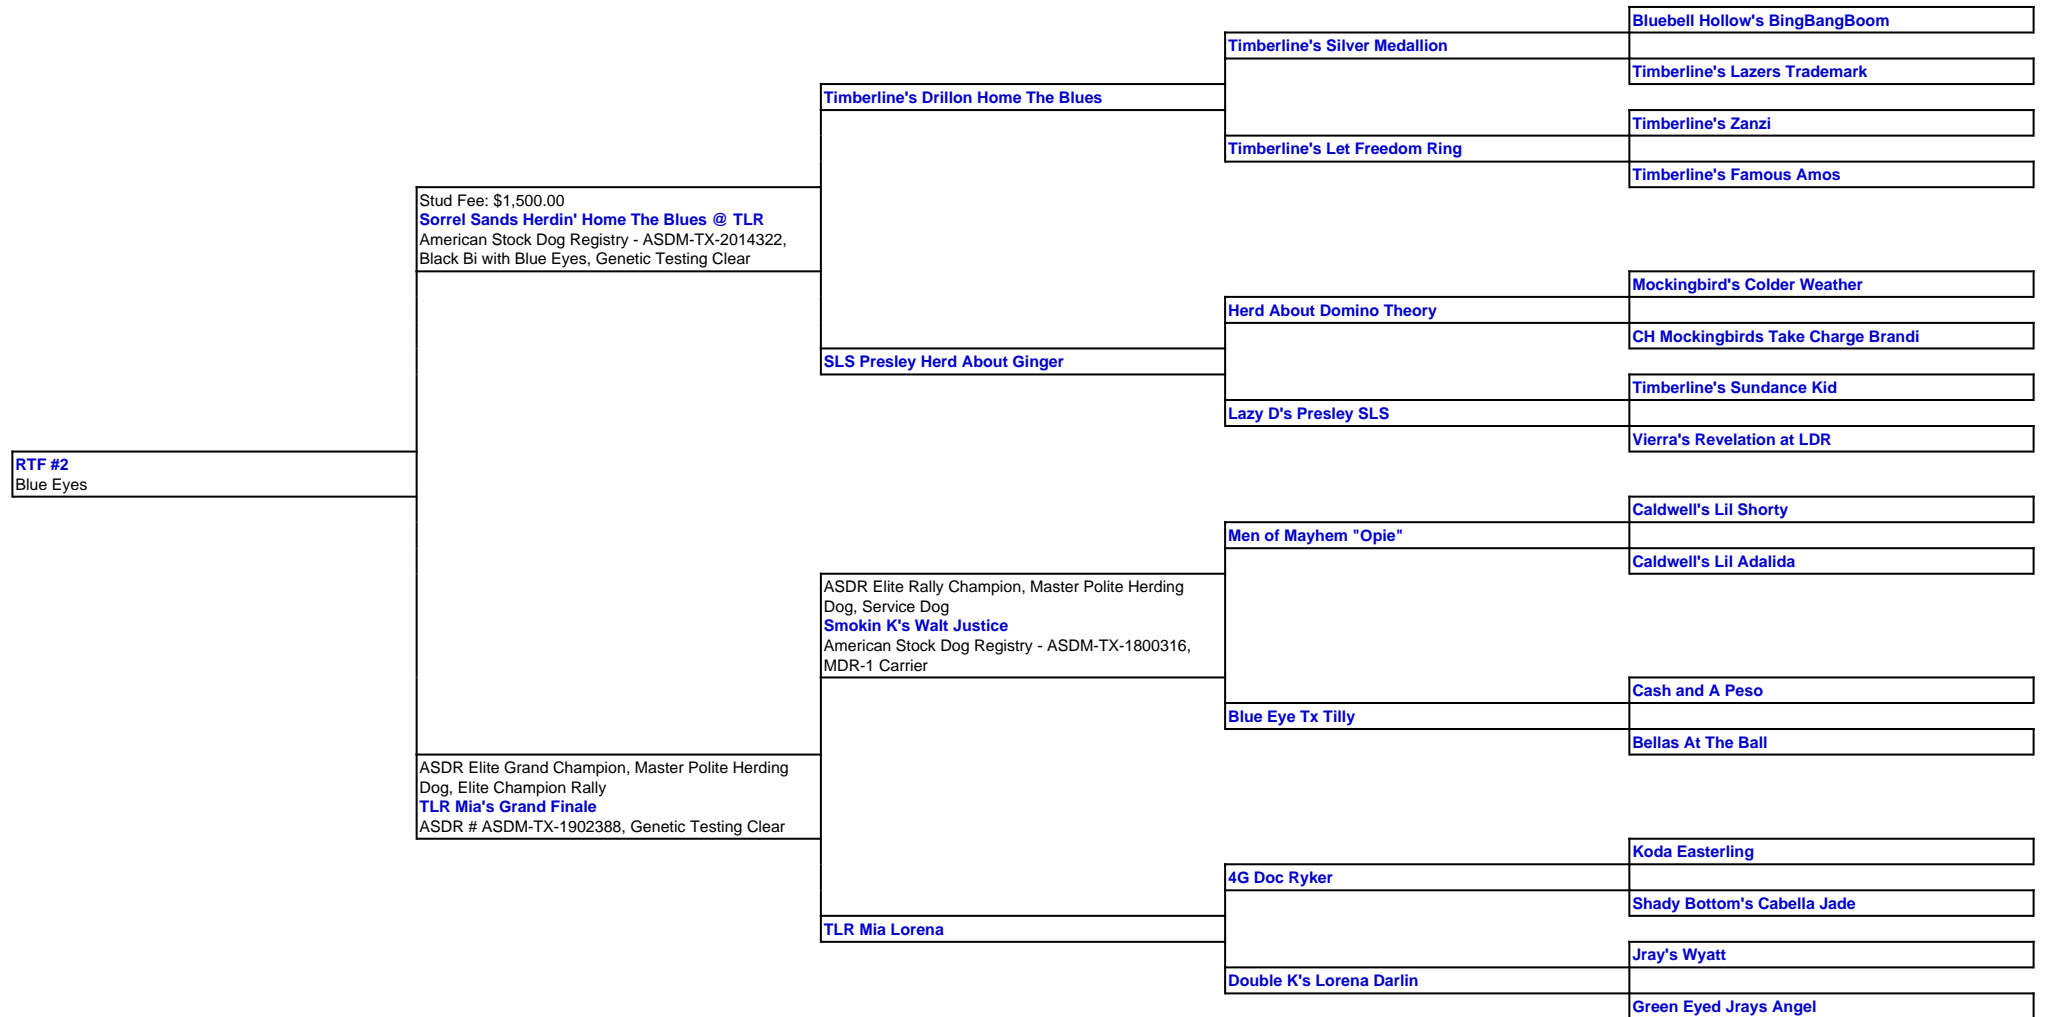 Bluebell Hollow's BingBangBoom
Timberline's Silver Medallion
Timberline's Lazers Trademark
Timberline's Drillon Home The Blues
Timberline's Zanzi
Timberline's Let Freedom Ring
Timberline's Famous Amos
Stud Fee: $1,500.00
Sorrel Sands Herdin' Home The Blues @ TLR
American Stock Dog Registry - ASDM-TX-2014322,
Black Bi with Blue Eyes, Genetic Testing Clear
Mockingbird's Colder Weather
Herd About Domino Theory
CH Mockingbirds Take Charge Brandi
SLS Presley Herd About Ginger
Timberline's Sundance Kid
Lazy D's Presley SLS
Vierra's Revelation at LDR
RTF #2
Blue Eyes
Caldwell's Lil Shorty
Men of Mayhem "Opie"
Caldwell's Lil Adalida
ASDR Elite Rally Champion, Master Polite Herding
Dog, Service Dog
Smokin K's Walt Justice
American Stock Dog Registry - ASDM-TX-1800316,
MDR-1 Carrier
Cash and A Peso
Blue Eye Tx Tilly
Bellas At The Ball
ASDR Elite Grand Champion, Master Polite Herding
Dog, Elite Champion Rally
TLR Mia's Grand Finale
ASDR # ASDM-TX-1902388, Genetic Testing Clear
Koda Easterling
4G Doc Ryker
Shady Bottom's Cabella Jade
TLR Mia Lorena
Jray's Wyatt
Double K's Lorena Darlin
Green Eyed Jrays Angel